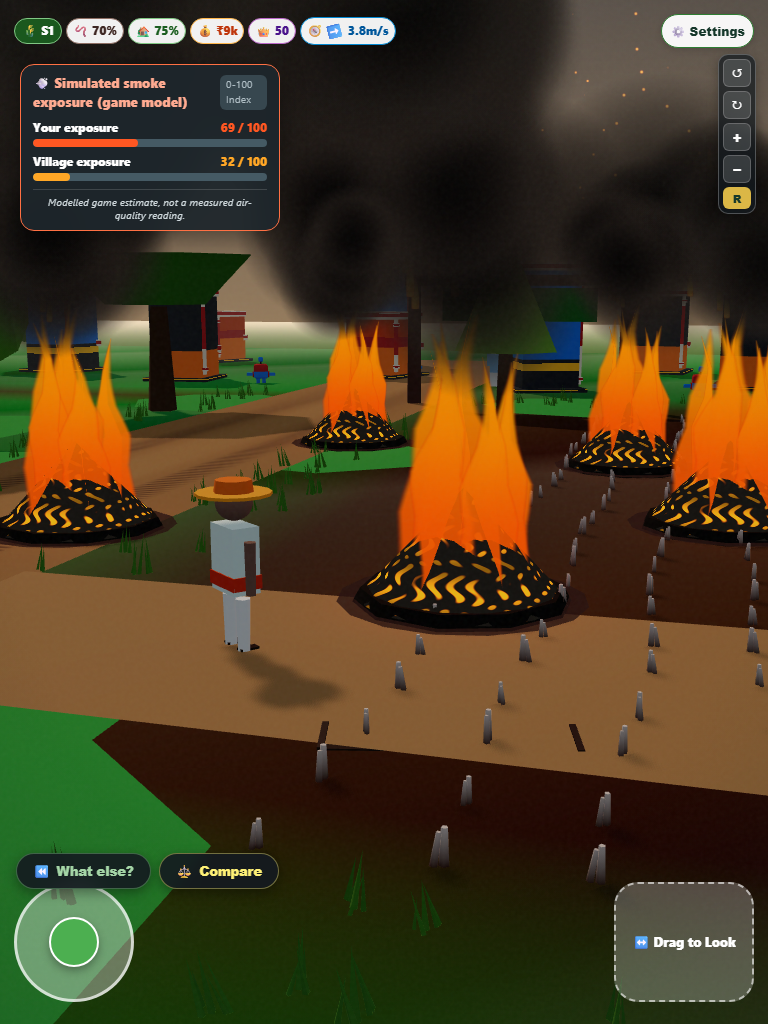 S1
70%
75%
₹9k
50
3.8m/s
Settings
Simulated smoke
exposure (game model)
0-100
Index
Your exposure
69 / 100
Village exposure
32 / 100
Modelled game estimate, not a measured air-
quality reading.
↺
↻
+
−
R
What else?
Compare
Drag to Look